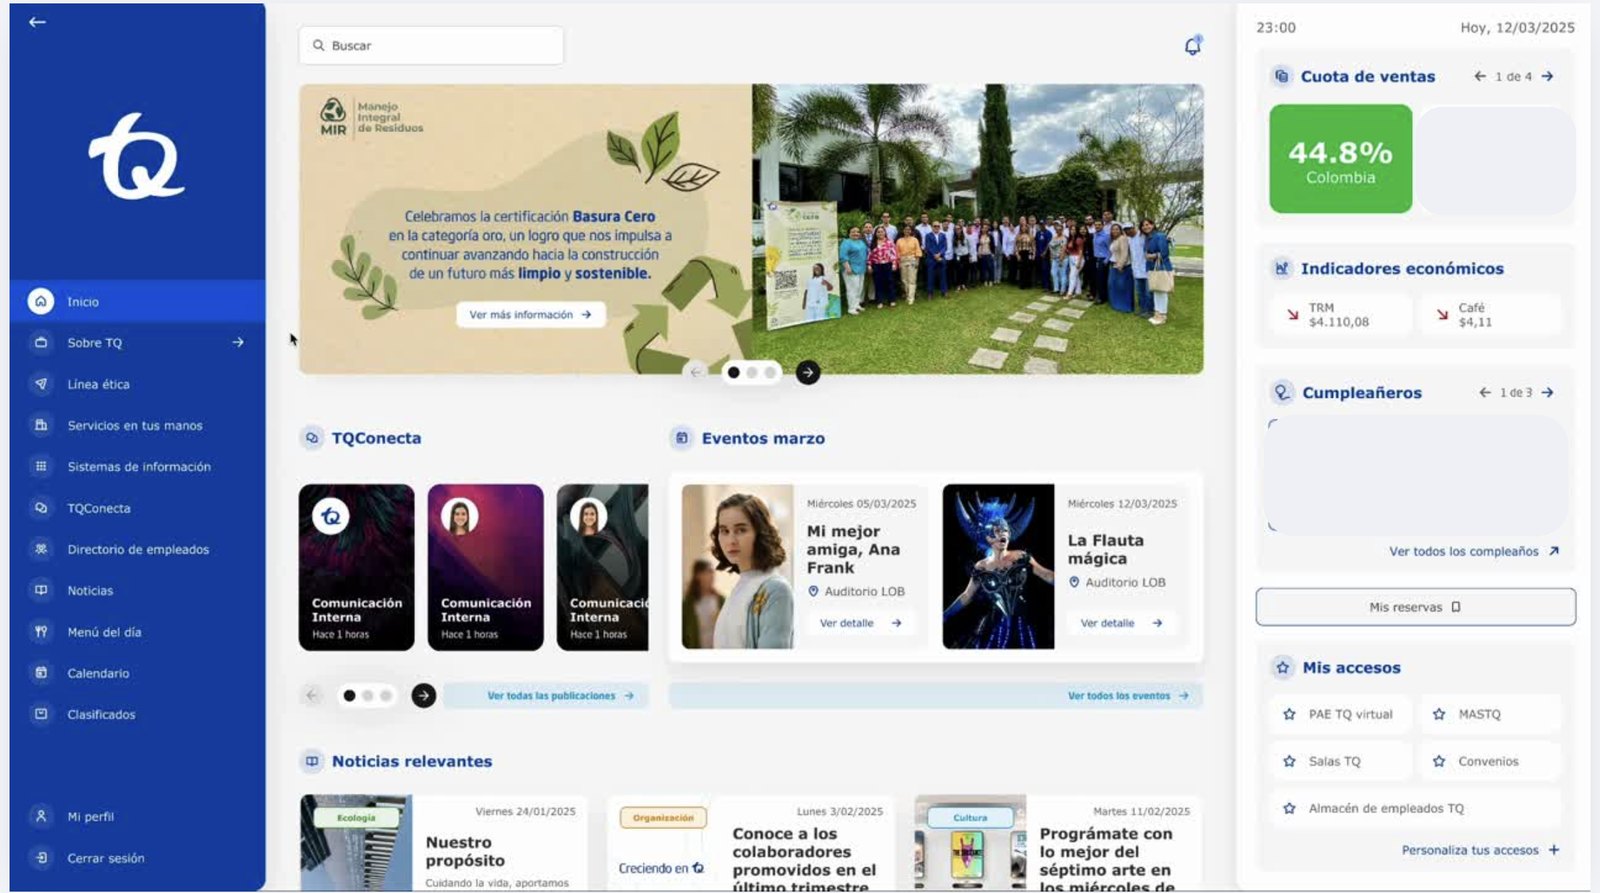 TQ
Inicio
Sobre TQ
Línea ética
Servicios en tus manos
Sistemas de información
TQConecta
Directorio de empleados
Noticias
Menú del día
Calendario
Clasificados
Mi perfil
Cerrar sesión
Buscar
MIR
Manejo
Integral
de Residuos
Celebramos la certificación Basura Cero
en la categoría oro, un logro que nos impulsa a
continuar avanzando hacia la construcción
de un futuro más limpio y sostenible.
Ver más información
TQConecta
TQ
Comunicación
Interna
Hace 1 horas
Comunicación
Interna
Hace 1 horas
Comunicació
Interna
Hace 1 horas
Ver todas las publicaciones
Eventos marzo
Miércoles 05/03/2025
Mi mejor
amiga, Ana
Frank
Auditorio LOB
Ver detalle
Miércoles 12/03/2025
La Flauta
mágica
Auditorio LOB
Ver detalle
Ver todos los eventos
Noticias relevantes
Ecología
Viernes 24/01/2025
Nuestro
propósito
Cuidando la vida, aportamos
Organización
Creciendo en TQ
Lunes 3/02/2025
Conoce a los
colaboradores
promovidos en el
último trimestre
Cultura
Martes 11/02/2025
Prográmate con
lo mejor del
séptimo arte en
los miércoles de
23:00
Hoy, 12/03/2025
Cuota de ventas
1 de 4
44.8%
Colombia
Indicadores económicos
TRM
$4.110,08
Café
$4,11
Cumpleañeros
1 de 3
Ver todos los compleaños
Mis reservas
Mis accesos
PAE TQ virtual
MASTQ
Salas TQ
Convenios
Almacén de empleados TQ
Personaliza tus accesos